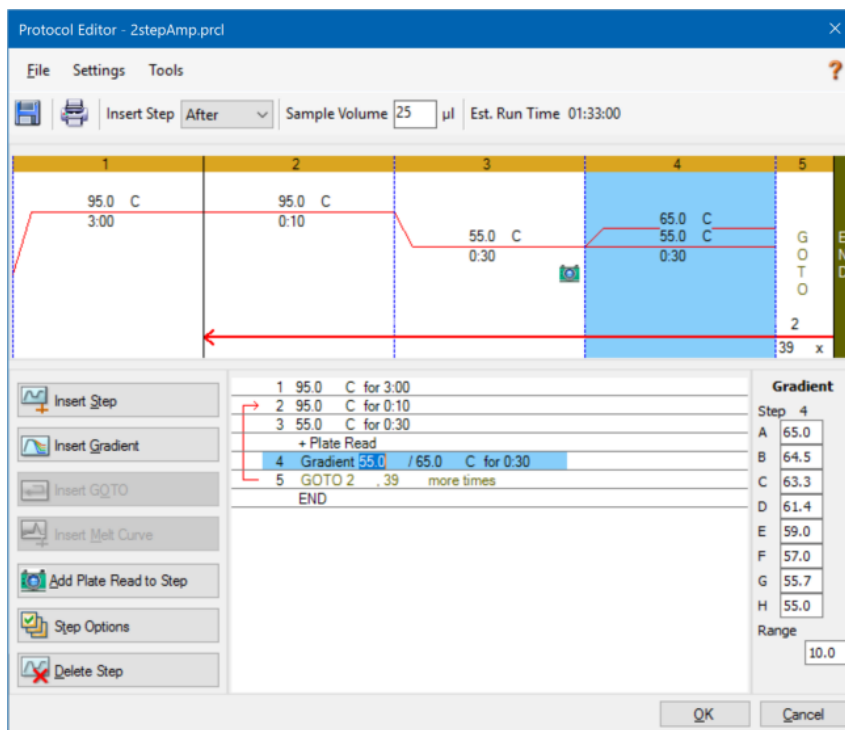 Protocol Editor - 2stepAmp.prcl
File Settings Tools ?
Insert Step After Sample Volume 25 µl Est. Run Time 01:33:00
1 2 3 4 5
95.0 C
3:00
95.0 C
0:10
55.0 C
0:30
65.0 C
55.0 C
0:30
G
O
T
O
2
39 x
E
N
D
Insert Step
Insert Gradient
Insert GOTO
Insert Melt Curve
Add Plate Read to Step
Step Options
Delete Step
1 95.0 C for 3:00
2 95.0 C for 0:10
3 55.0 C for 0:30
+ Plate Read
4 Gradient 55.0 / 65.0 C for 0:30
5 GOTO 2 , 39 more times
END
Gradient
Step 4
A 65.0
B 64.5
C 63.3
D 61.4
E 59.0
F 57.0
G 55.7
H 55.0
Range
10.0
OK Cancel